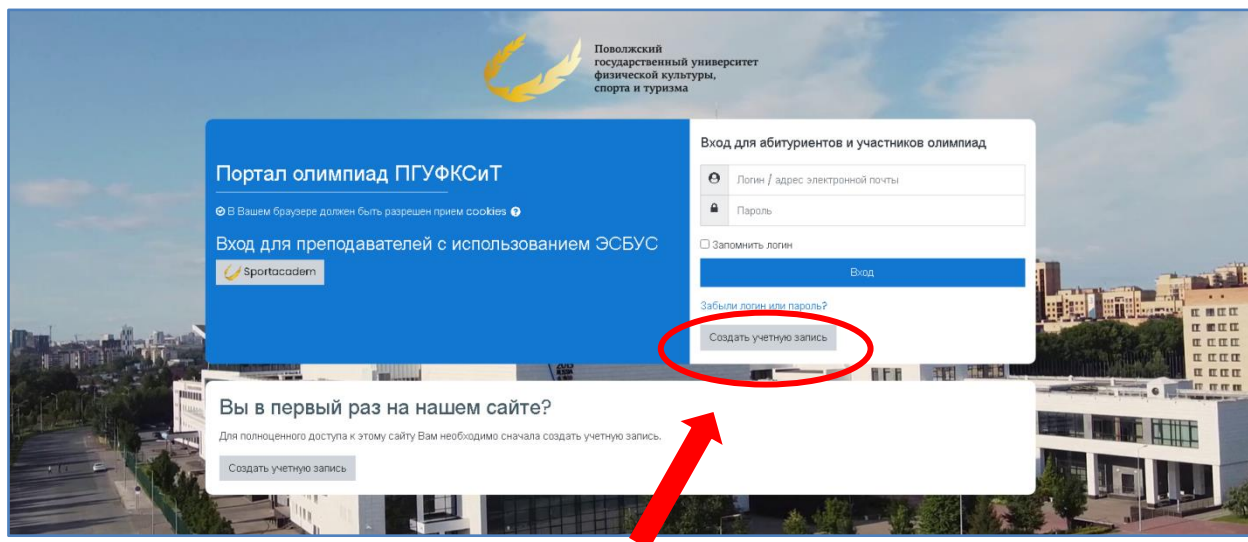 Поволжский
государственный университет
физической культуры,
спорта и туризма
Портал олимпиад ПГУФКСиТ
В Вашем браузере должен быть разрешен прием cookies
Вход для преподавателей с использованием ЭСБУС
Sportacadem
Вход для абитуриентов и участников олимпиад
Логин / адрес электронной почты
Пароль
Запомнить логин
Вход
Забыли логин или пароль?
Создать учетную запись
Вы в первый раз на нашем сайте?
Для полноценного доступа к этому сайту Вам необходимо сначала создать учетную запись.
Создать учетную запись